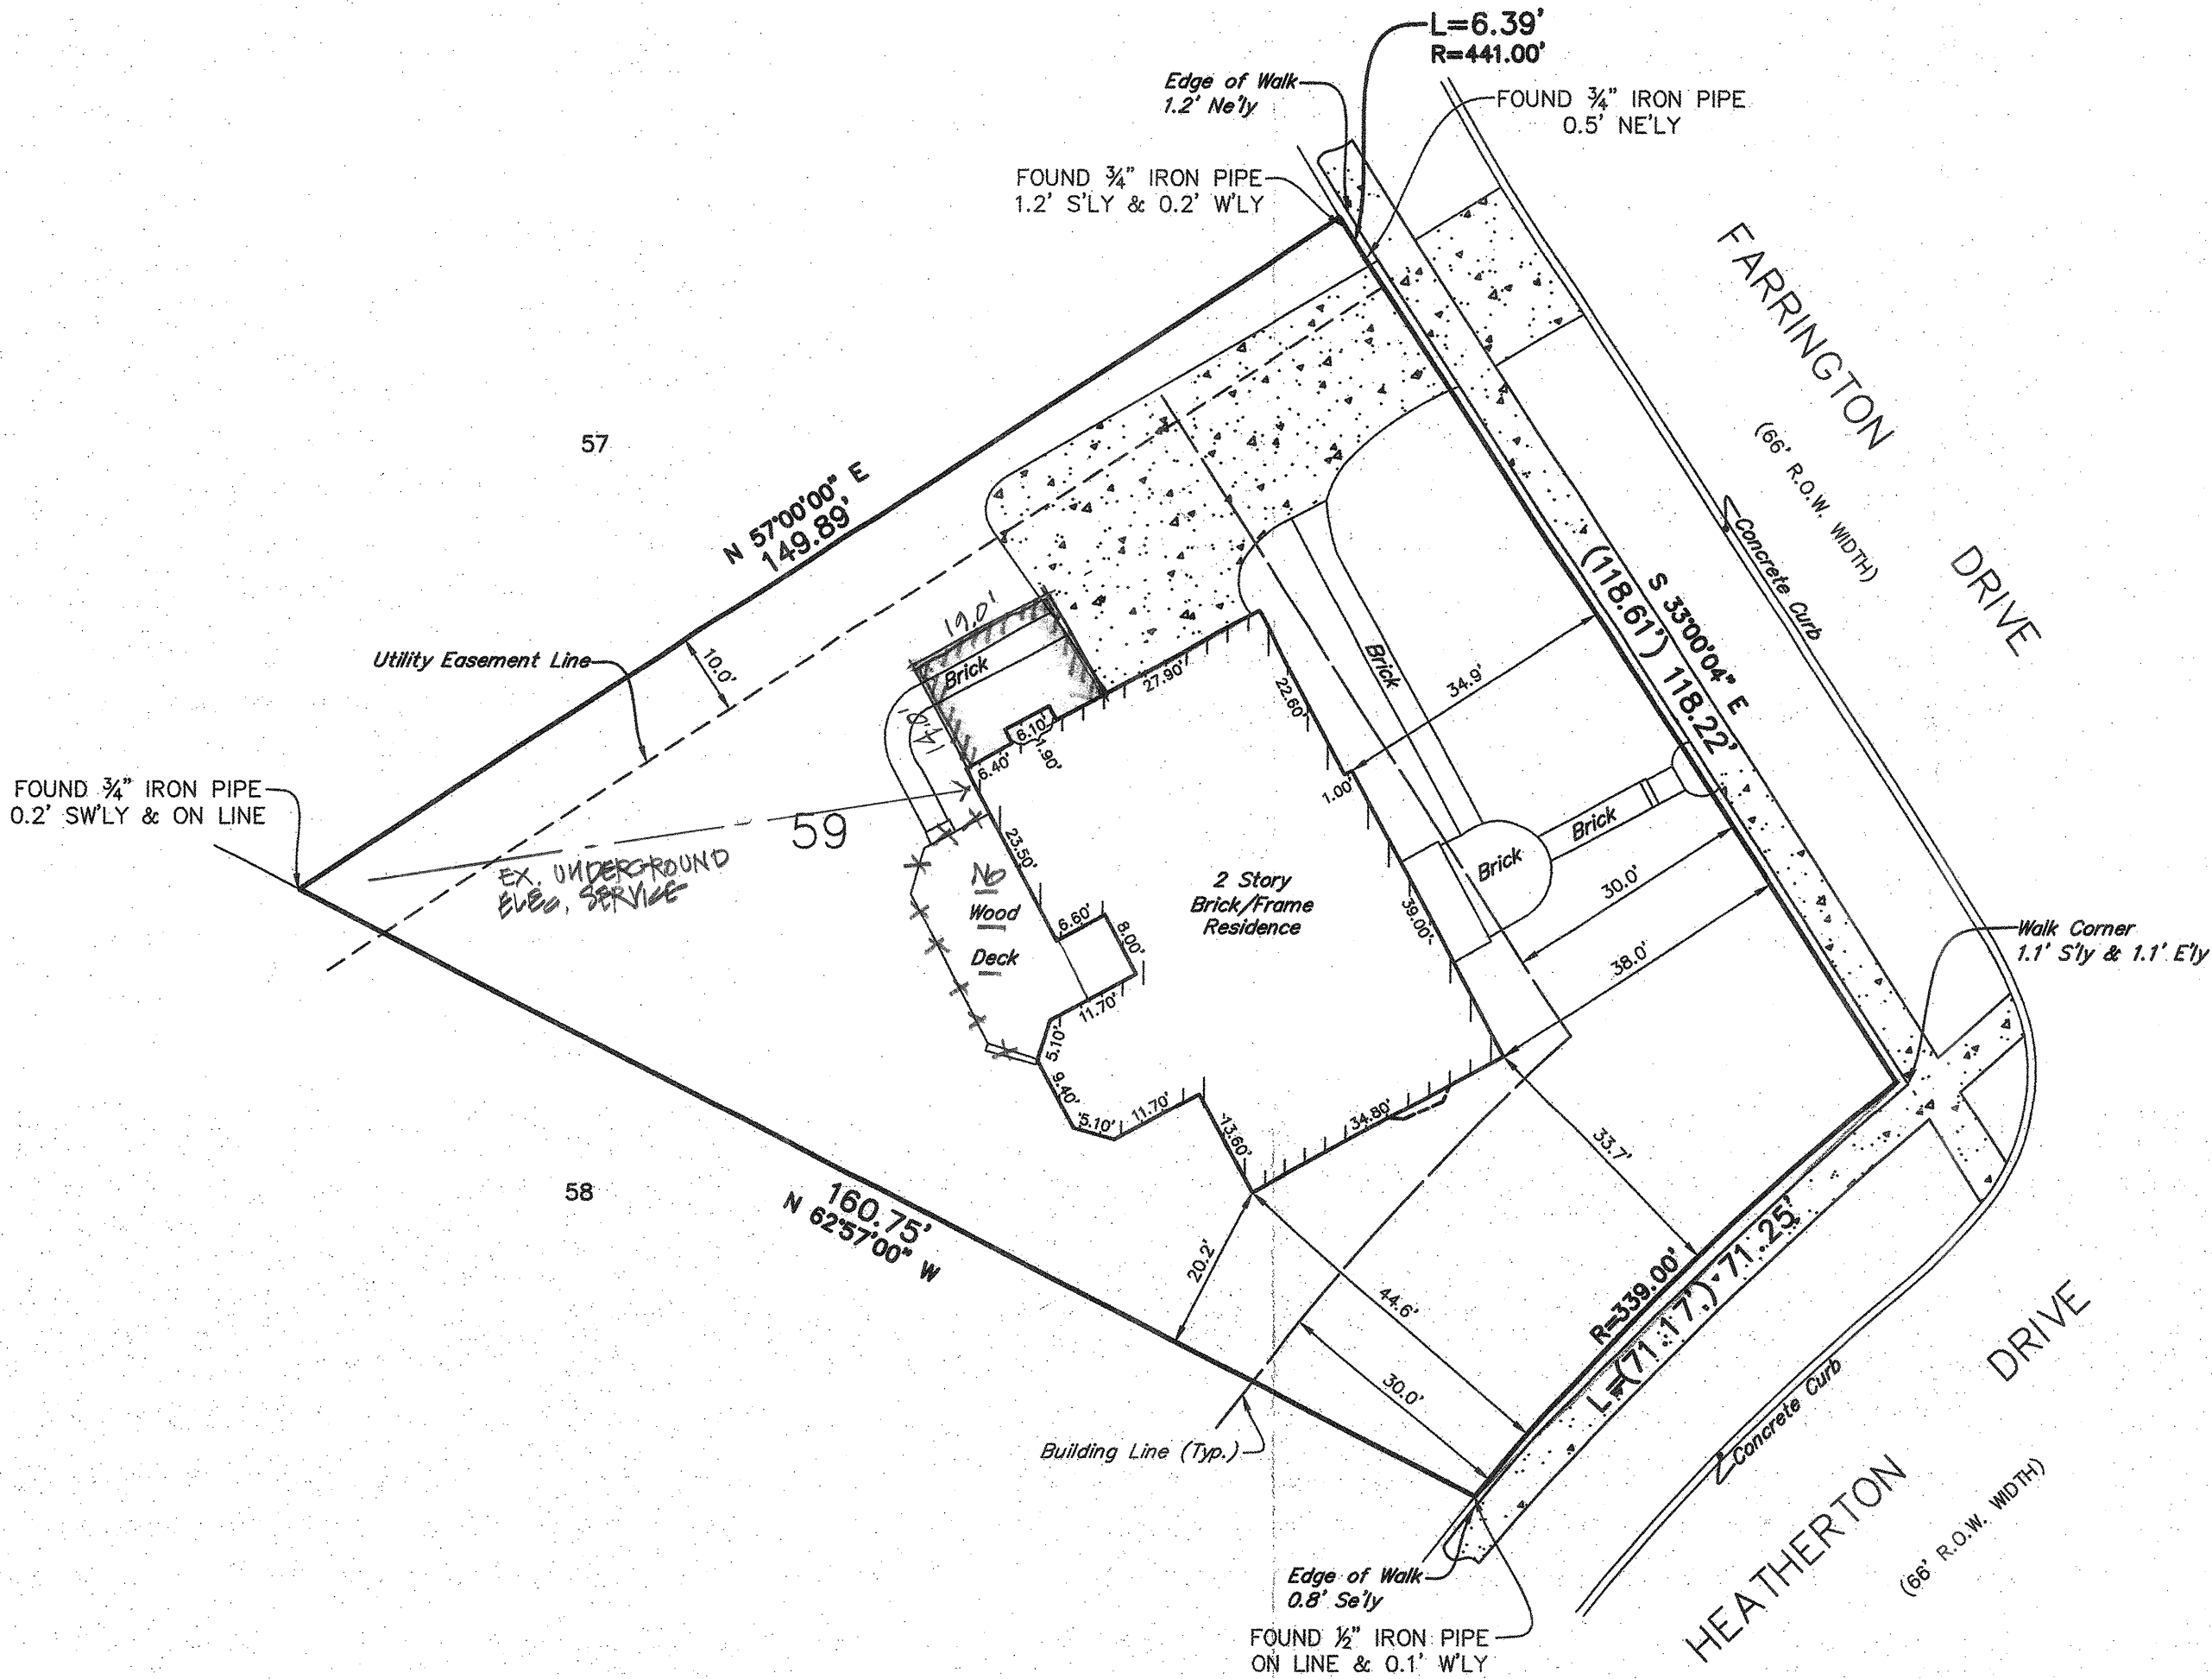 L=6.39'
R=441.00'
Edge of Walk
1.2' Ne'ly
FOUND ¾" IRON PIPE
0.5' NE'LY
FOUND ¾" IRON PIPE
1.2' S'LY & 0.2' W'LY
FARRINGTON
DRIVE
(66' R.O.W. WIDTH)
Concrete Curb
S 33°00'04" E
(118.61') 118.22'
57
N 57°00'00" E
149.89'
Utility Easement Line
10.0'
19.0'
Brick
14.0'
27.90'
22.60'
Brick
34.9'
6.10'
1.90'
6.40'
1.00'
FOUND ¾" IRON PIPE
0.2' SW'LY & ON LINE
59
EX. UNDERGROUND
ELEC. SERVICE
23.50'
No
Wood
Deck
2 Story
Brick/Frame
Residence
Brick
Brick
30.0'
39.00'
38.0'
6.60'
8.00'
11.70'
5.10'
9.40'
5.10'
11.70'
13.60'
34.80'
Walk Corner
1.1' S'ly & 1.1' E'ly
33.7'
58
160.75'
N 62°57'00" W
20.2'
44.6'
30.0'
R=339.00'
L=(71.17') 71.25'
Building Line (Typ.)
Concrete Curb
HEATHERTON
DRIVE
(66' R.O.W. WIDTH)
Edge of Walk
0.8' Se'ly
FOUND ½" IRON PIPE
ON LINE & 0.1' W'LY